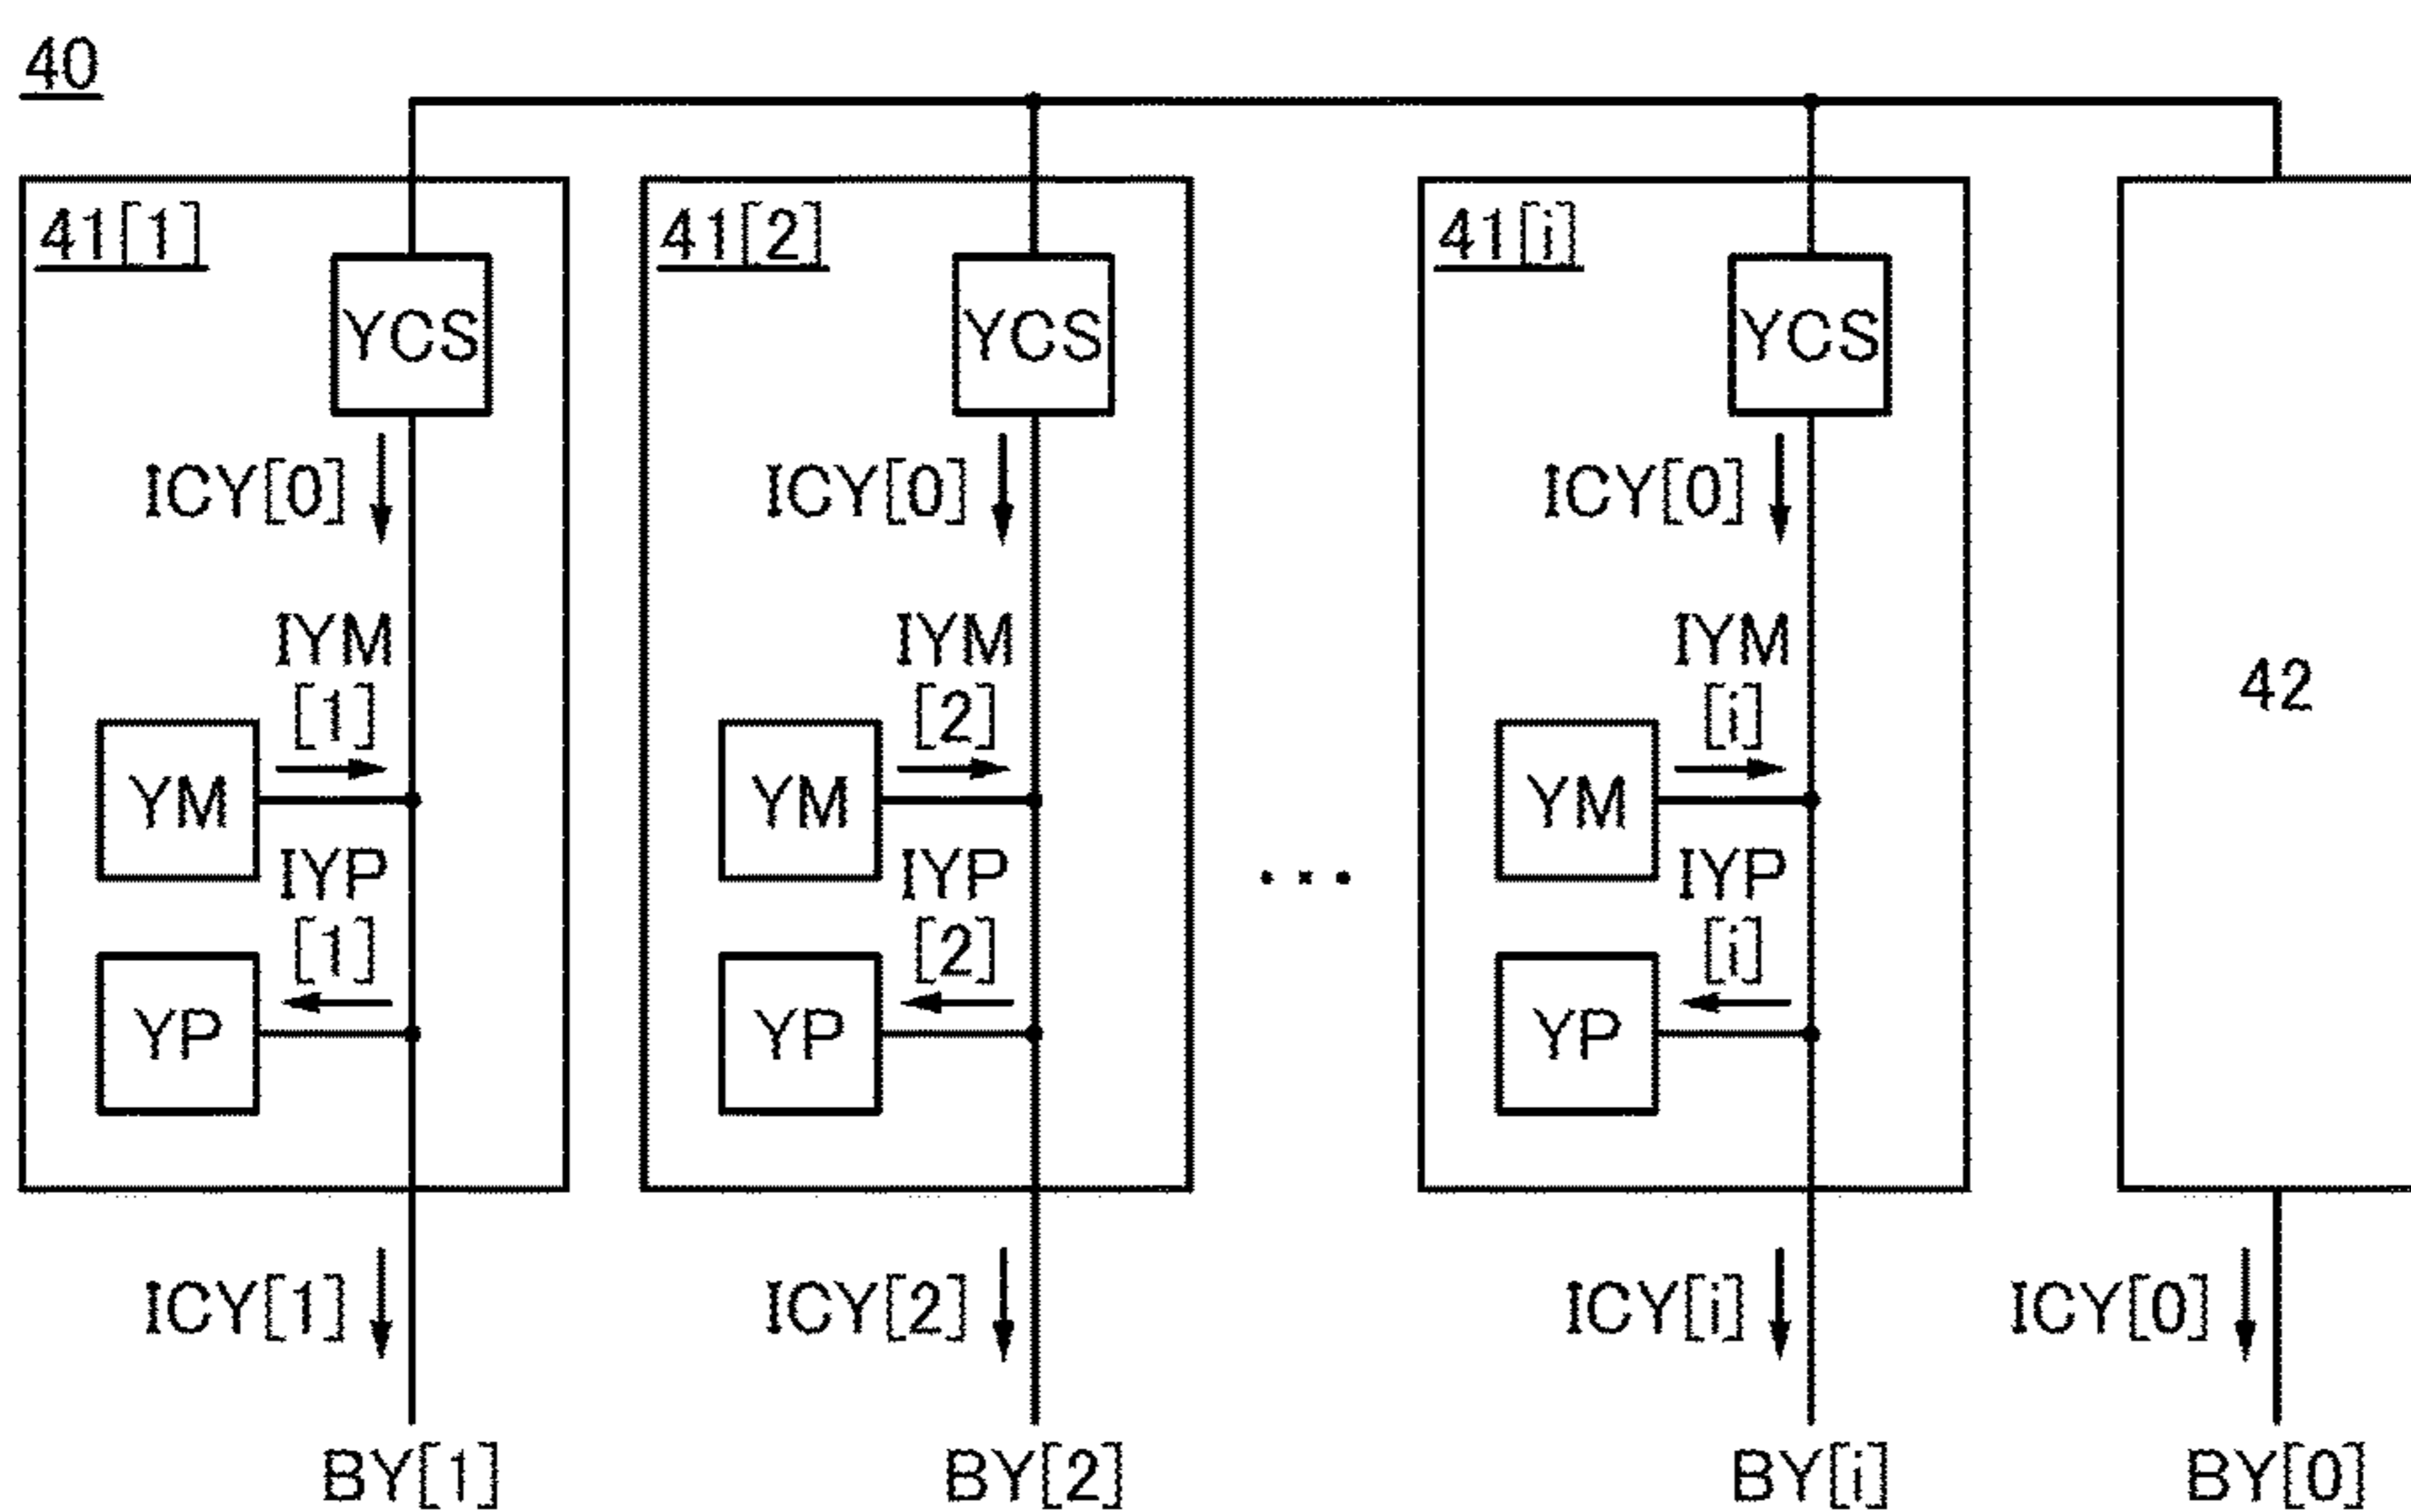 40
41[1] 41[2] 41[i]
YCS YCS YCS
ICY[0] ICY[0] ICY[0]
IYM IYM IYM
[1] [2] [i]
42
YM YM YM
IYP IYP IYP
...
[1] [2] [i]
YP YP YP
ICY[1] ICY[2] ICY[i] ICY[0]
BY[1] BY[2] BY[i] BY[0]